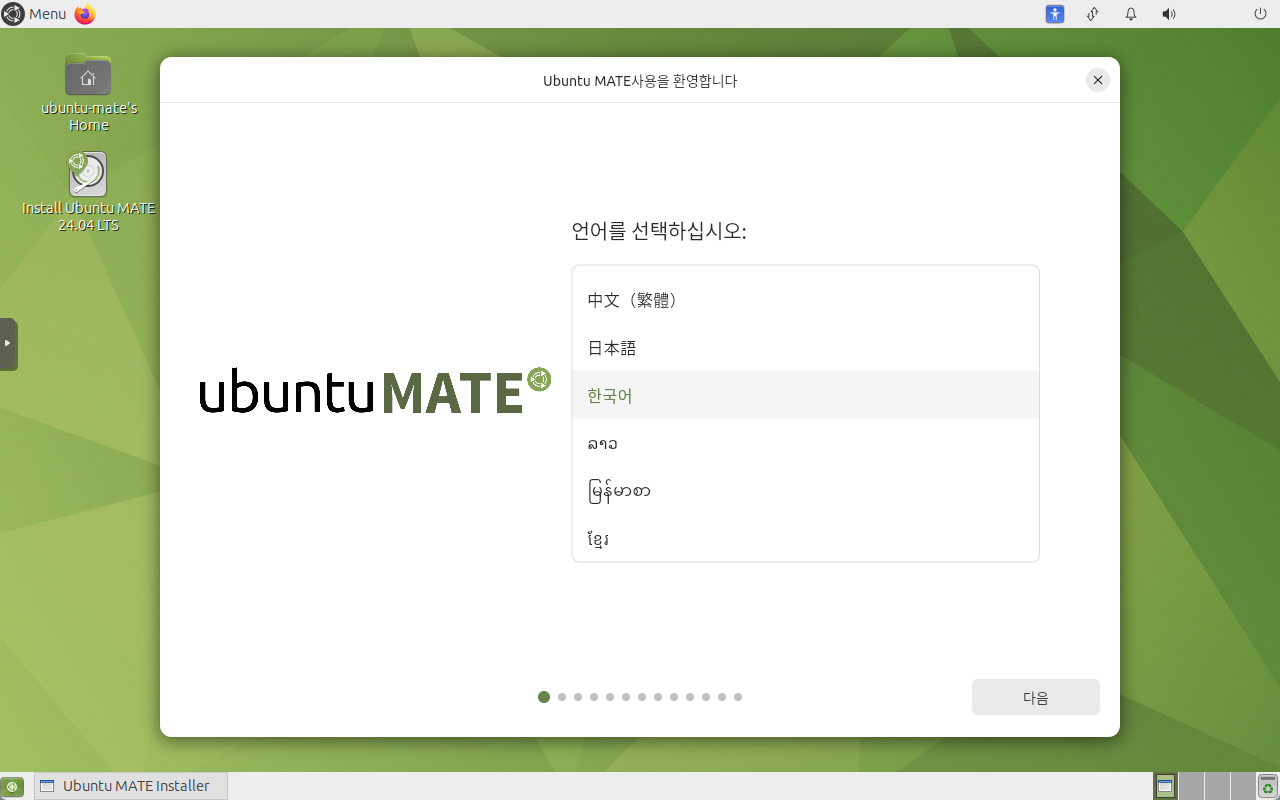 Menu
ubuntu-mate's
Home
Install Ubuntu MATE
24.04 LTS
Ubuntu MATE사용을 환영합니다
ubuntu MATE
언어를 선택하십시오:
中文（繁體）
日本語
한국어
ລາວ
မြန်မာစာ
ខ្មែរ
다음
Ubuntu MATE Installer